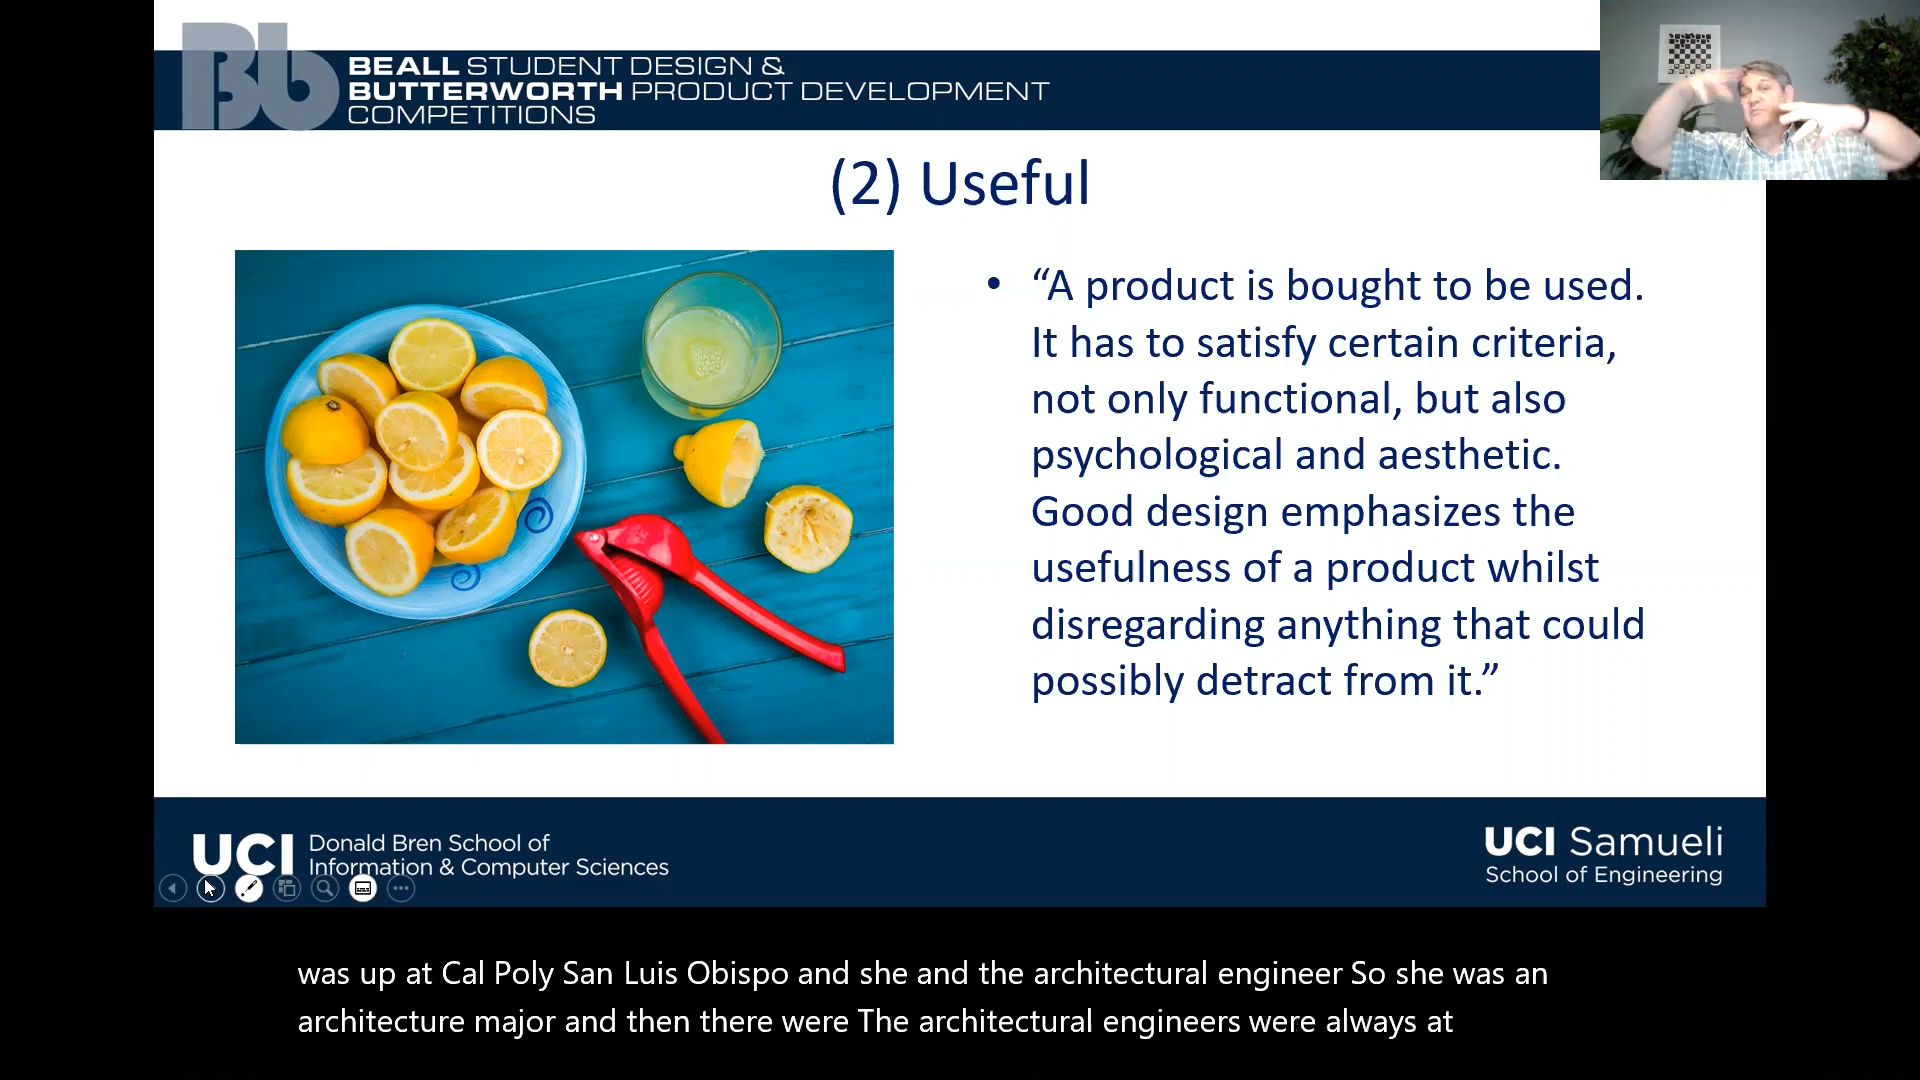 Bb
BEALL STUDENT DESIGN &
BUTTERWORTH PRODUCT DEVELOPMENT
COMPETITIONS
(2) Useful
• “A product is bought to be used.
It has to satisfy certain criteria,
not only functional, but also
psychological and aesthetic.
Good design emphasizes the
usefulness of a product whilst
disregarding anything that could
possibly detract from it.”
UCI Donald Bren School of
Information & Computer Sciences
UCI Samueli
School of Engineering
was up at Cal Poly San Luis Obispo and she and the architectural engineer So she was an
architecture major and then there were The architectural engineers were always at